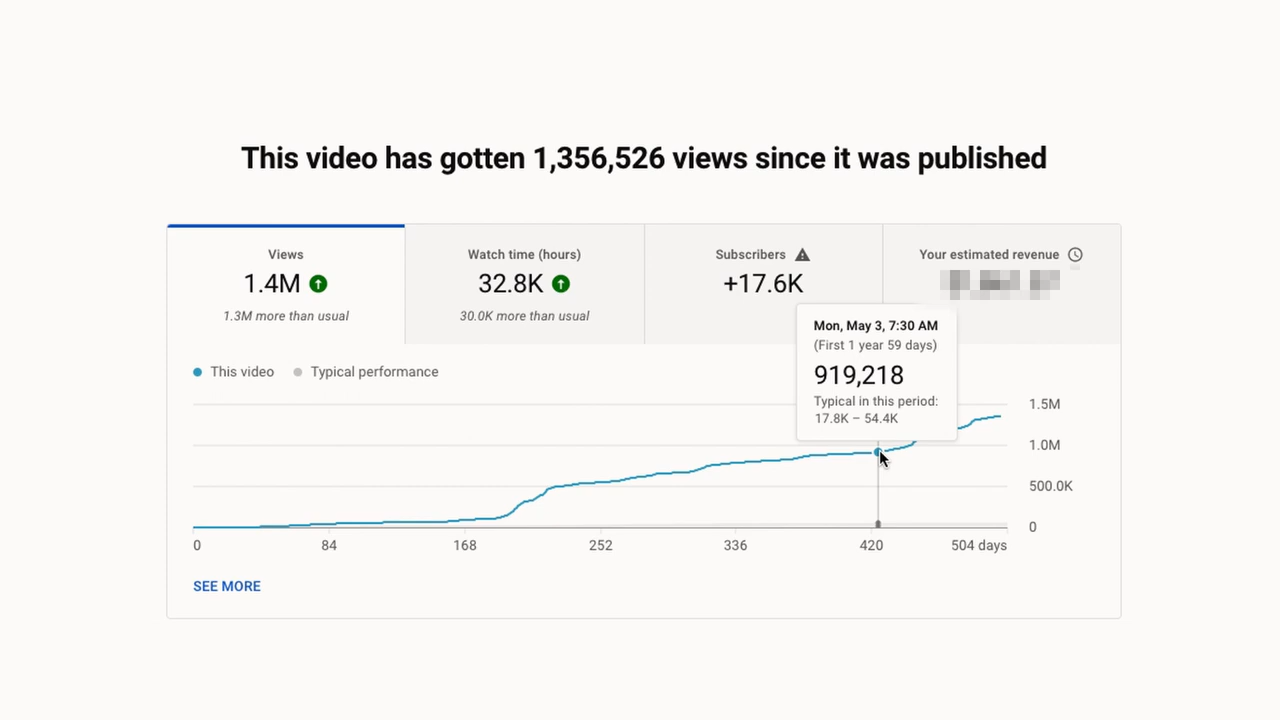 This video has gotten 1,356,526 views since it was published
Views
1.4M
1.3M more than usual
Watch time (hours)
32.8K
30.0K more than usual
Subscribers
+17.6K
Your estimated revenue
Mon, May 3, 7:30 AM
(First 1 year 59 days)
919,218
Typical in this period:
17.8K – 54.4K
This video
Typical performance
1.5M
1.0M
500.0K
0
0 84 168 252 336 420 504 days
SEE MORE